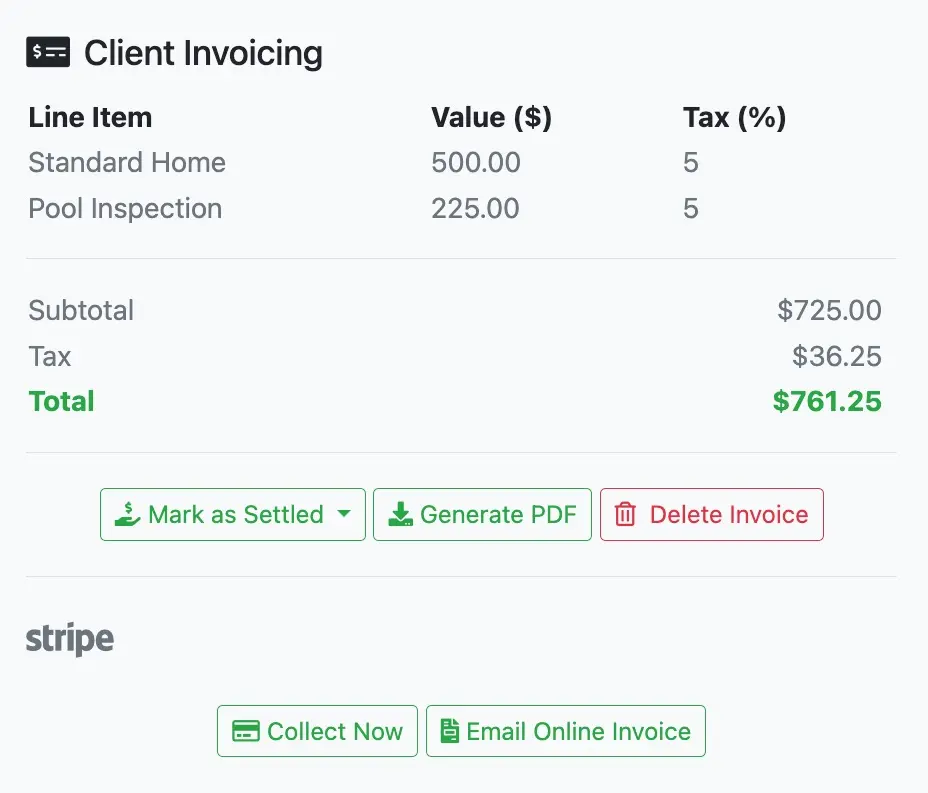 Client Invoicing
Line Item Value ($) Tax (%)
Standard Home 500.00 5
Pool Inspection 225.00 5
Subtotal $725.00
Tax $36.25
Total $761.25
Mark as Settled Generate PDF Delete Invoice
stripe
Collect Now Email Online Invoice